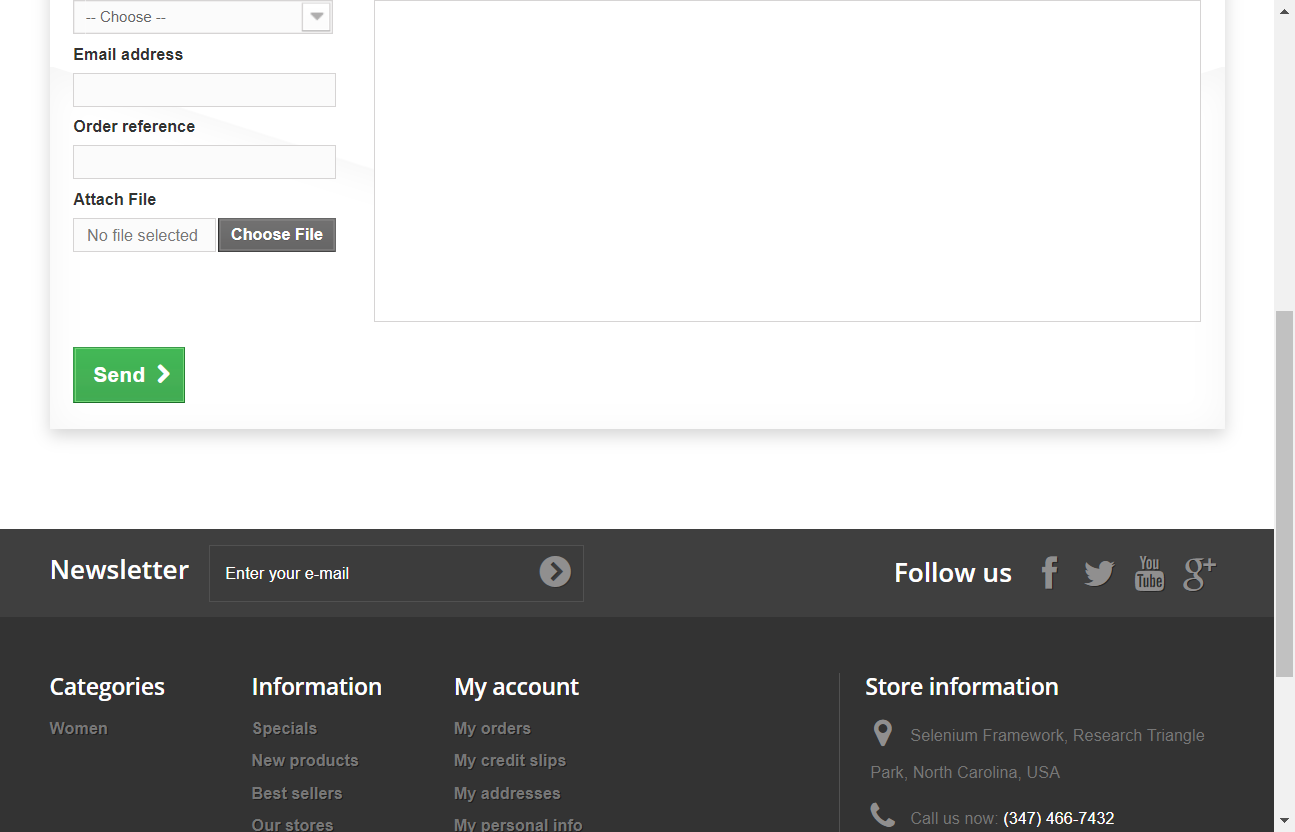 -- Choose --
Email address
Order reference
Attach File
No file selected
Choose File
Send
Newsletter
Enter your e-mail
Follow us
You
Tube
g+
Categories
Women
Information
Specials
New products
Best sellers
Our stores
My account
My orders
My credit slips
My addresses
My personal info
Store information
Selenium Framework, Research Triangle
Park, North Carolina, USA
Call us now: (347) 466-7432